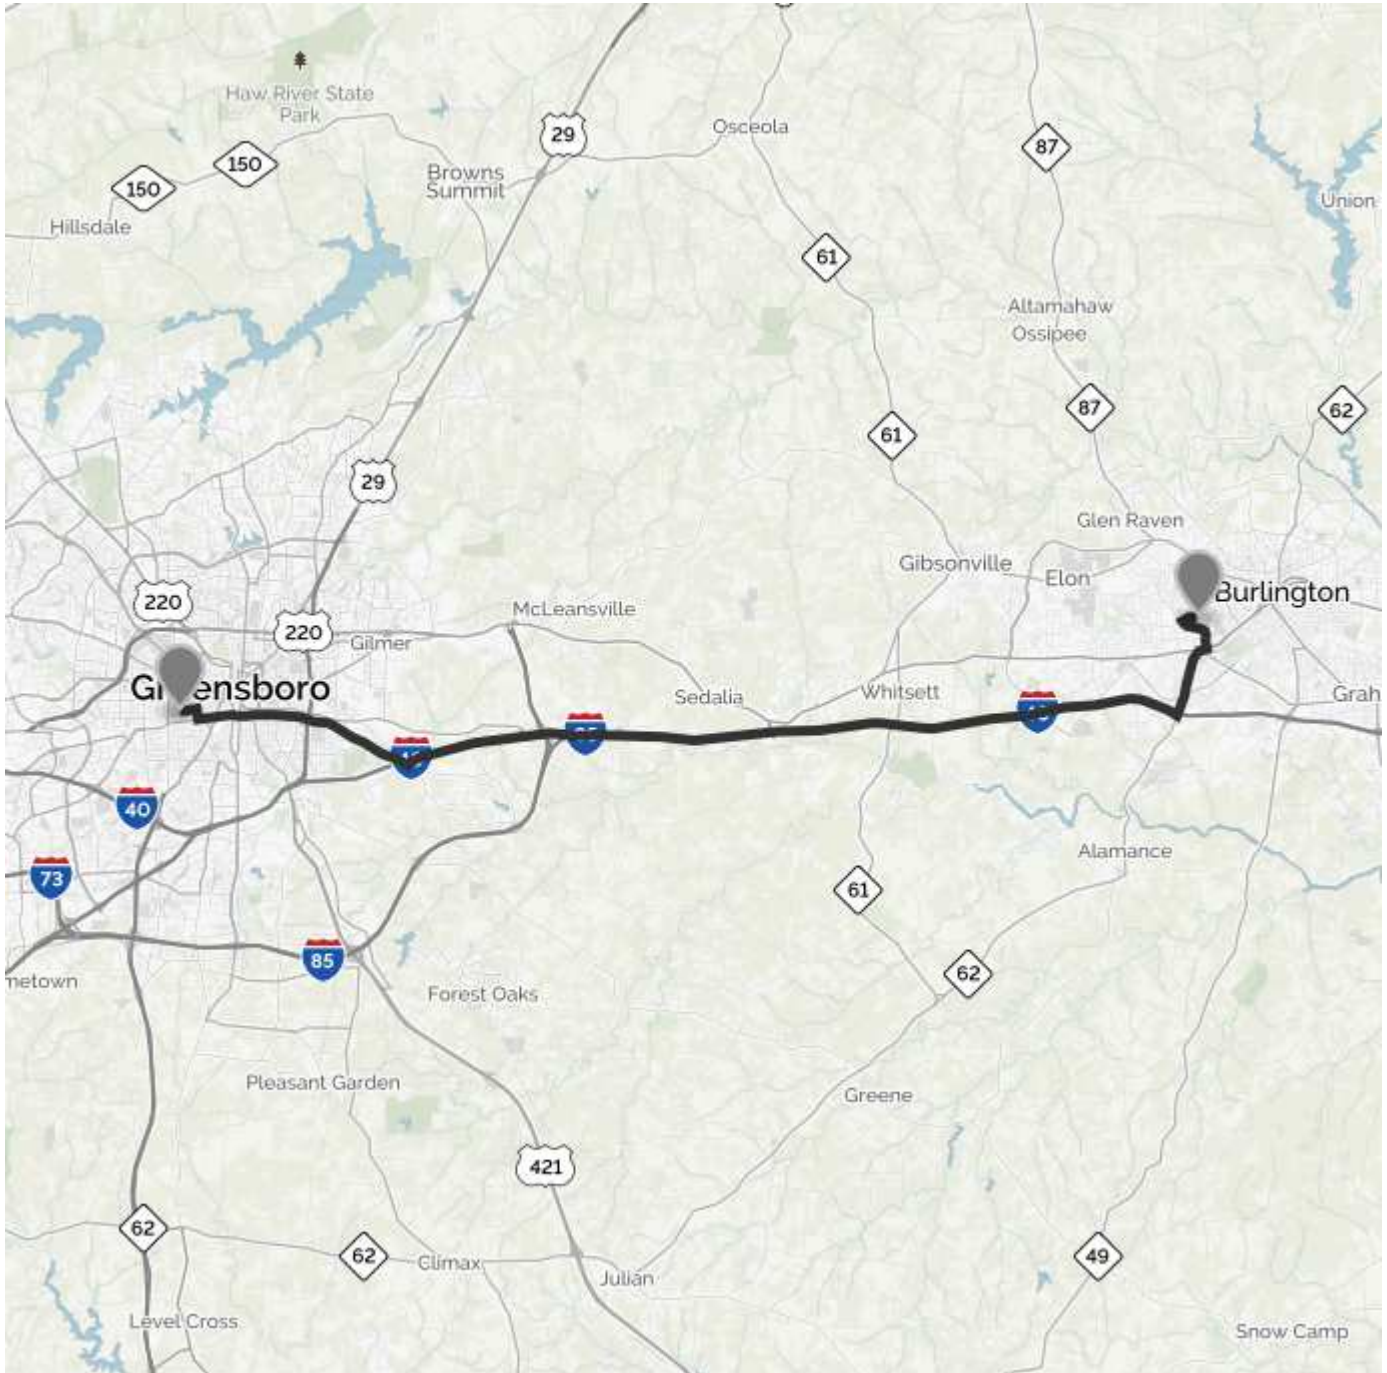 Haw River State
Park
29
Osceola
87
150
150
Browns
Summit
Hillsdale
Union
61
Altamahaw
Ossipee
87
62
61
29
Glen Raven
Gibsonville
Elon
Burlington
220
McLeansville
220
Gilmer
Greensboro
Sedalia
Whitsett
40
Alamance
73
61
85
62
metown
Forest Oaks
Pleasant Garden
Greene
421
62
62
Climax
49
Julian
Level Cross
Snow Camp